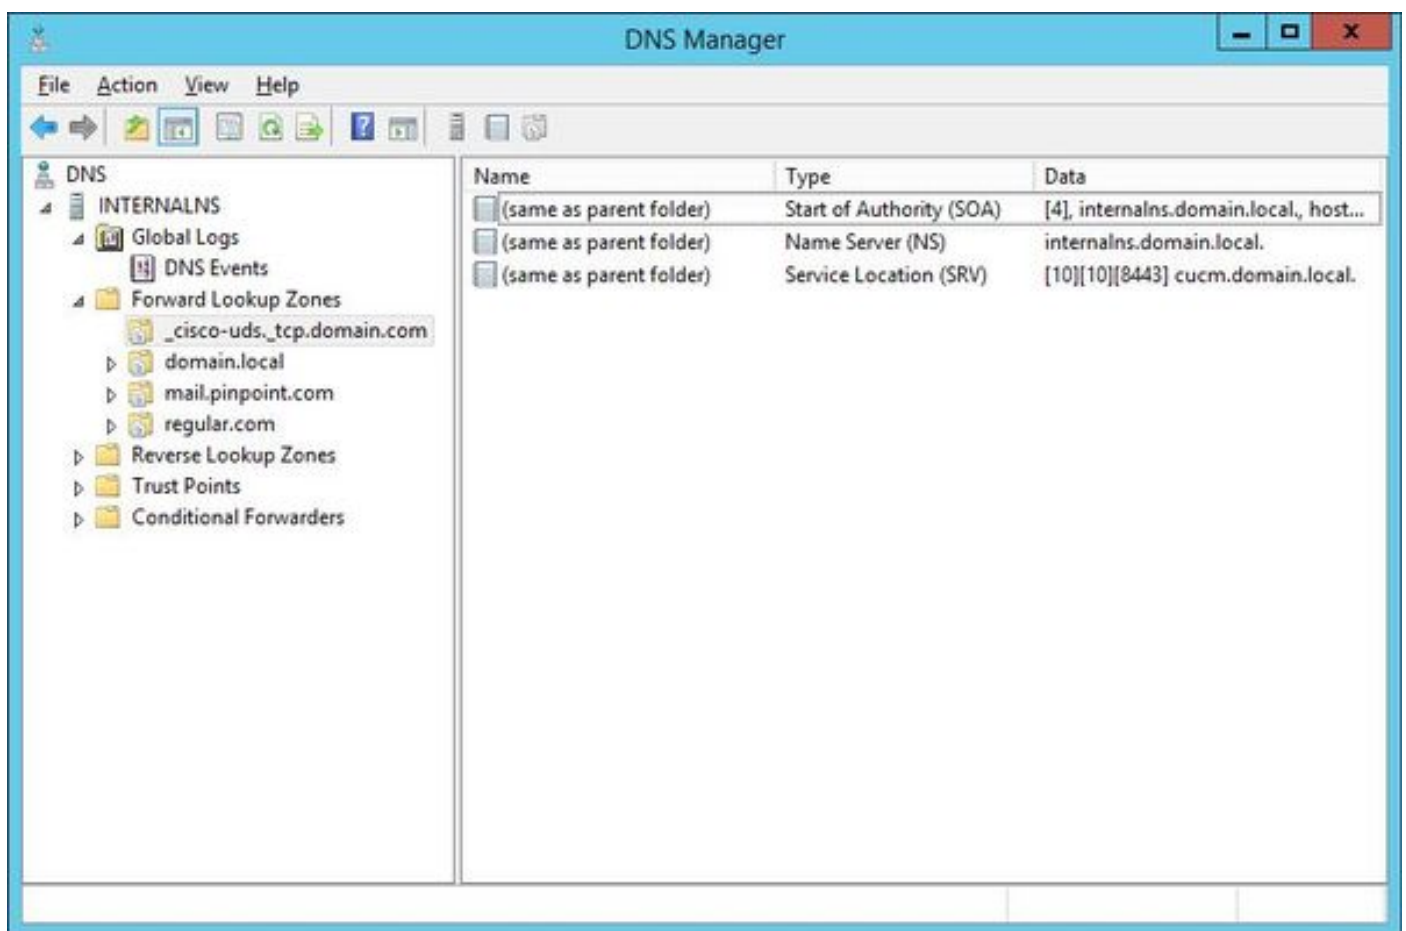 DNS Manager
File Action View Help
DNS
INTERNALNS
Global Logs
DNS Events
Forward Lookup Zones
_cisco-uds._tcp.domain.com
domain.local
mail.pinpoint.com
regular.com
Reverse Lookup Zones
Trust Points
Conditional Forwarders
Name Type Data
(same as parent folder) Start of Authority (SOA) [4], internalns.domain.local., host...
(same as parent folder) Name Server (NS) internalns.domain.local.
(same as parent folder) Service Location (SRV) [10][10][8443] cucm.domain.local.